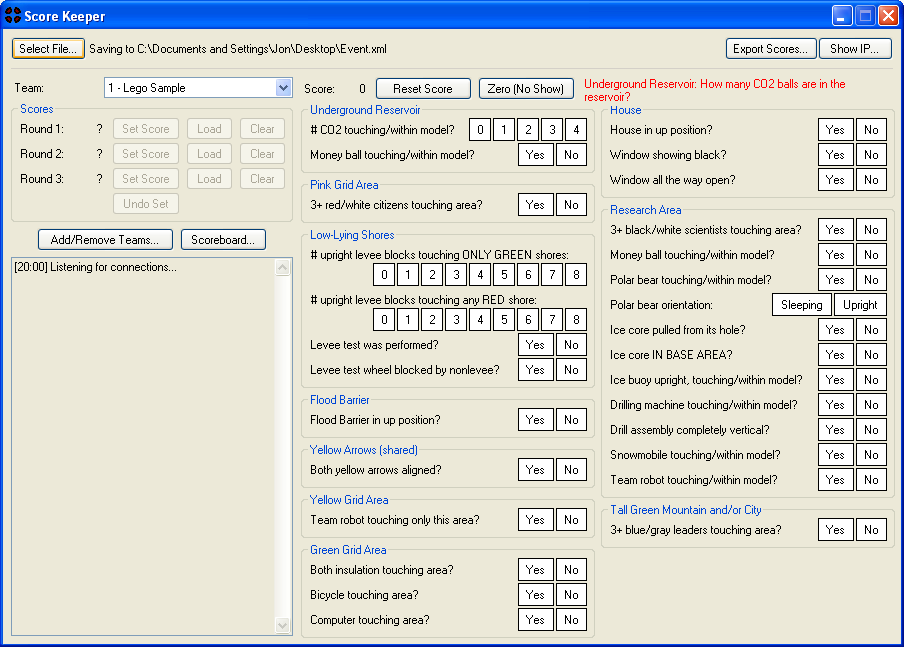 Score Keeper
Select File... Saving to C:\Documents and Settings\Jon\Desktop\Event.xml Export Scores... Show IP...
Team: 1 - Lego Sample
Scores
Round 1: ? Set Score Load Clear
Round 2: ? Set Score Load Clear
Round 3: ? Set Score Load Clear
Undo Set
Add/Remove Teams... Scoreboard...
[20:00] Listening for connections...
Score: 0 Reset Score Zero (No Show)
Underground Reservoir: How many CO2 balls are in the
reservoir?
Underground Reservoir
# CO2 touching/within model? 0 1 2 3 4
Money ball touching/within model? Yes No
Pink Grid Area
3+ red/white citizens touching area? Yes No
Low-Lying Shores
# upright levee blocks touching ONLY GREEN shores:
0 1 2 3 4 5 6 7 8
# upright levee blocks touching any RED shore:
0 1 2 3 4 5 6 7 8
Levee test was performed? Yes No
Levee test wheel blocked by nonlevee? Yes No
Flood Barrier
Flood Barrier in up position? Yes No
Yellow Arrows (shared)
Both yellow arrows aligned? Yes No
Yellow Grid Area
Team robot touching only this area? Yes No
Green Grid Area
Both insulation touching area? Yes No
Bicycle touching area? Yes No
Computer touching area? Yes No
House
House in up position? Yes No
Window showing black? Yes No
Window all the way open? Yes No
Research Area
3+ black/white scientists touching area? Yes No
Money ball touching/within model? Yes No
Polar bear touching/within model? Yes No
Polar bear orientation: Sleeping Upright
Ice core pulled from its hole? Yes No
Ice core IN BASE AREA? Yes No
Ice buoy upright, touching/within model? Yes No
Drilling machine touching/within model? Yes No
Drill assembly completely vertical? Yes No
Snowmobile touching/within model? Yes No
Team robot touching/within model? Yes No
Tall Green Mountain and/or City
3+ blue/gray leaders touching area? Yes No